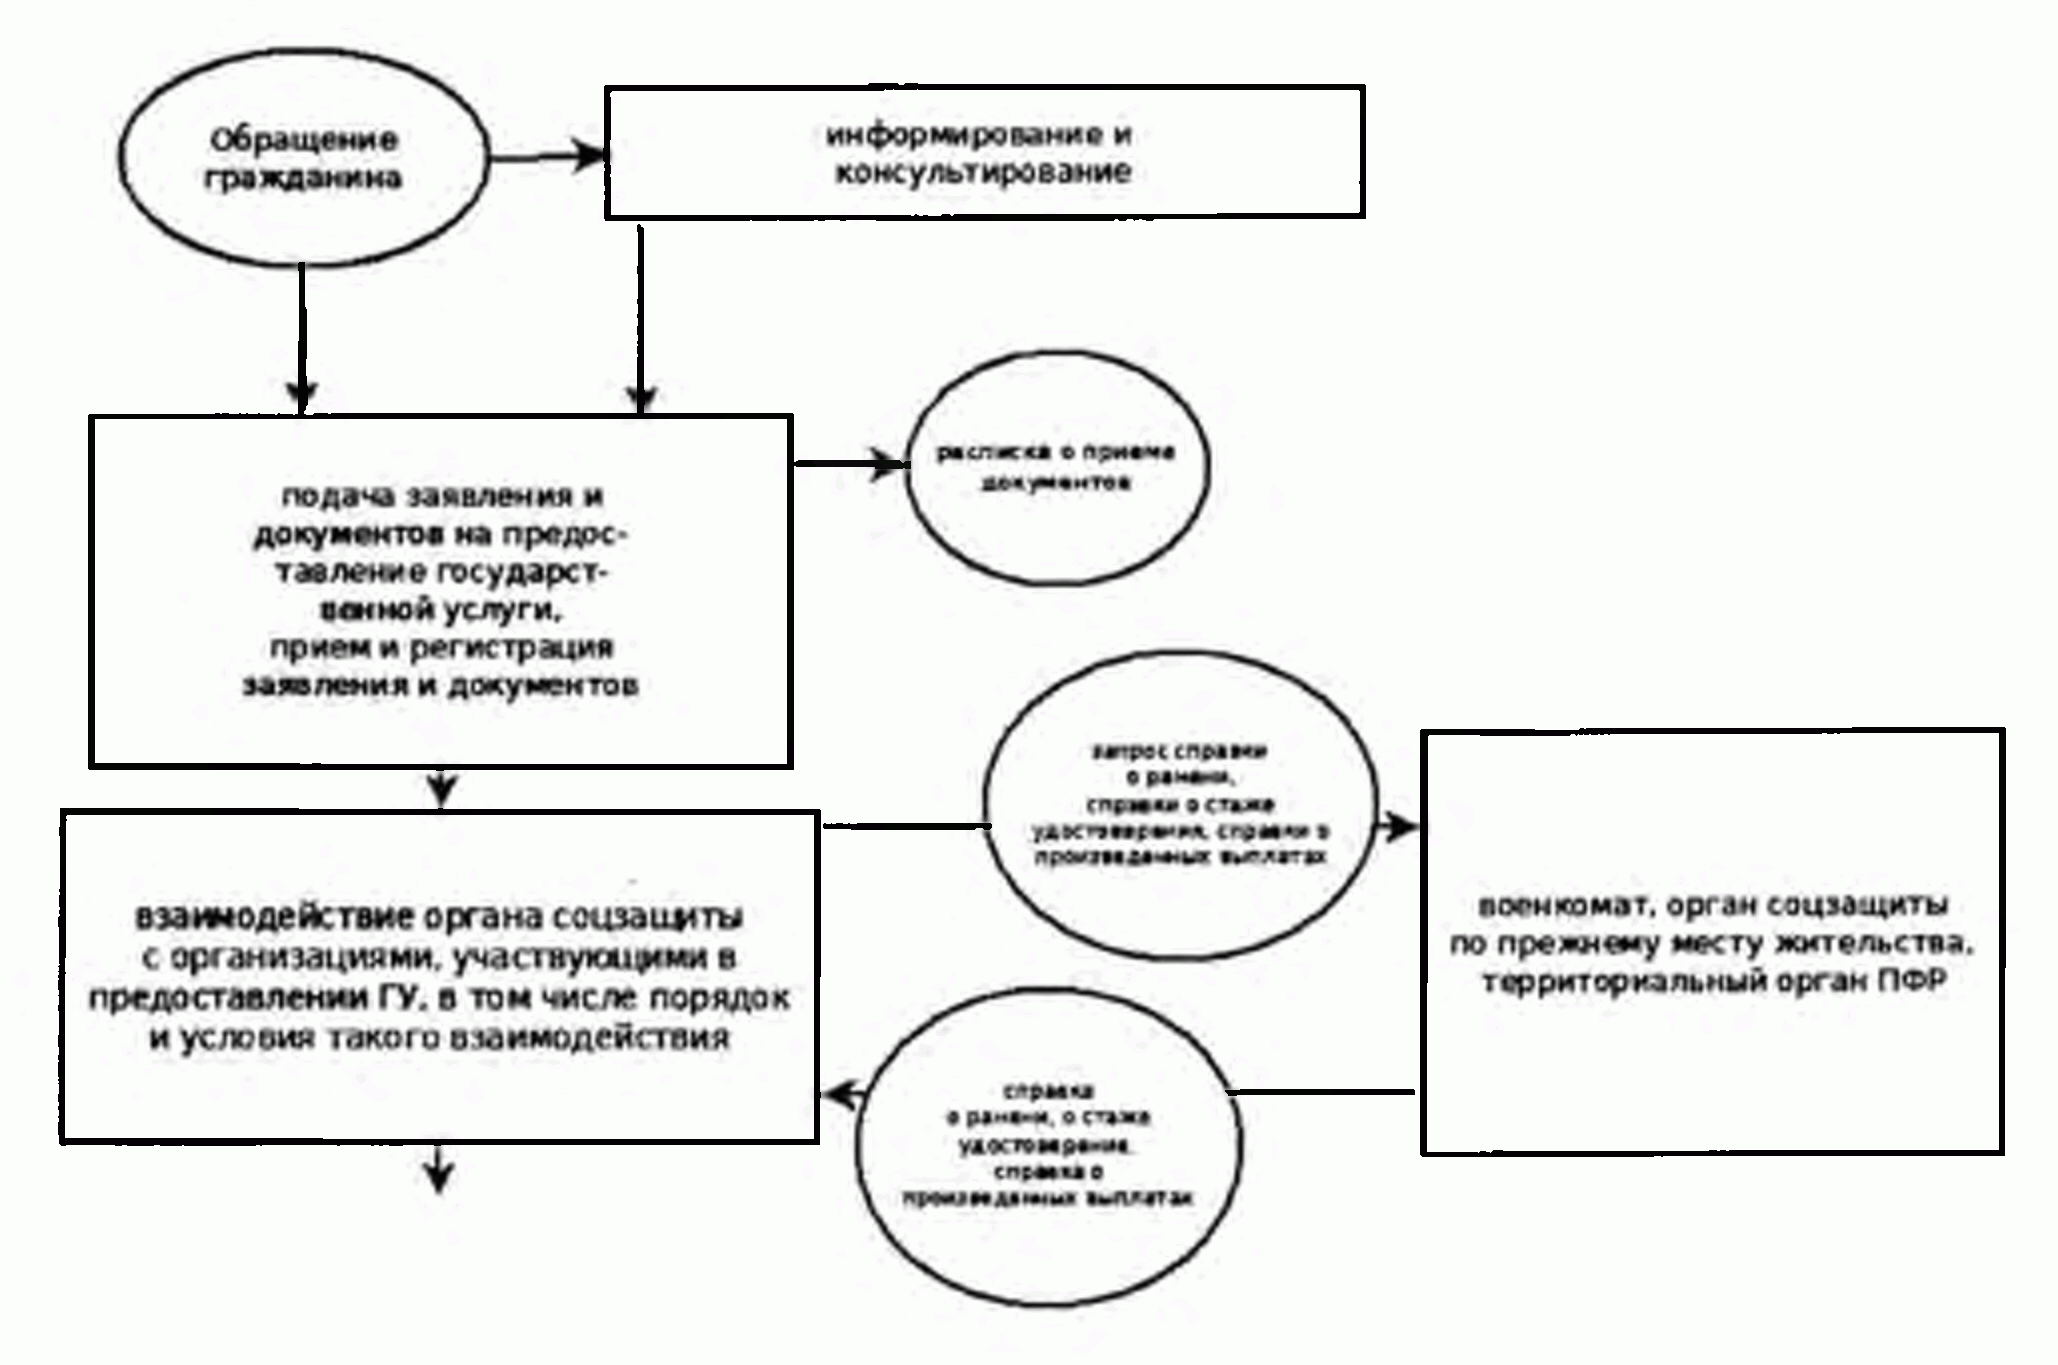 Обращение
гражданина
информирование и
консультирование
подача заявления и
документов на предос-
тавление государст-
венной услуги,
прием и регистрация
заявления и документов
расписка о приеме
документов
запрос справки
о ранени,
справки о стаже
удостоверения, справки о
произведенных выплатах
взаимодействие органа соцзащиты
с организациями, участвующими в
предоставлении ГУ, в том числе порядок
и условия такого взаимодействия
военкомат, орган соцзащиты
по прежнему месту жительства,
территориальный орган ПФР
справка
о ранени, о стаже
удостоверение,
справка о
произведенных выплатах